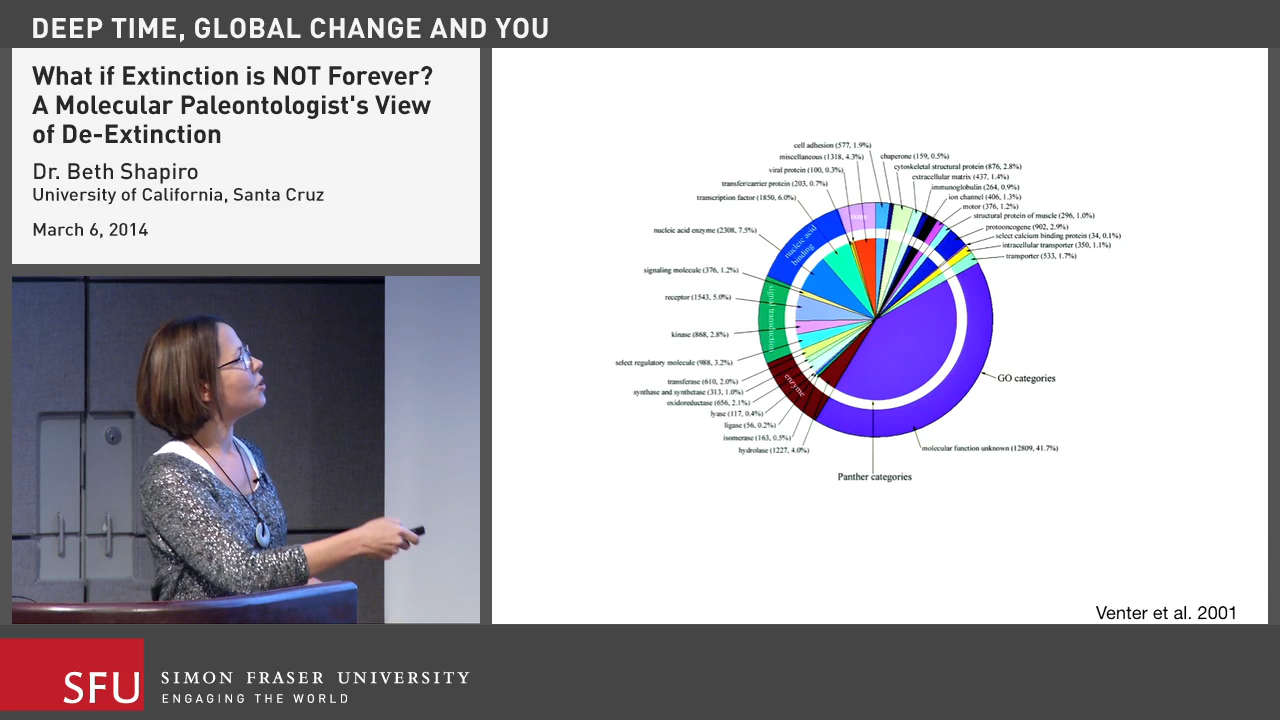 DEEP TIME, GLOBAL CHANGE AND YOU
What if Extinction is NOT Forever?
A Molecular Paleontologist's View
of De-Extinction
Dr. Beth Shapiro
University of California, Santa Cruz
March 6, 2014
cell adhesion (577, 1.9%)
miscellaneous (1318, 4.3%)
viral protein (100, 0.3%)
transfer/carrier protein (203, 0.7%)
transcription factor (1850, 6.0%)
nucleic acid enzyme (2308, 7.5%)
signaling molecule (376, 1.2%)
receptor (1543, 5.0%)
kinase (868, 2.8%)
select regulatory molecule (988, 3.2%)
transferase (610, 2.0%)
synthase and synthetase (313, 1.0%)
oxidoreductase (656, 2.1%)
lyase (117, 0.4%)
ligase (56, 0.2%)
isomerase (163, 0.5%)
hydrolase (1227, 4.0%)
chaperone (159, 0.5%)
cytoskeletal structural protein (876, 2.8%)
extracellular matrix (437, 1.4%)
immunoglobulin (264, 0.9%)
ion channel (406, 1.3%)
motor (376, 1.2%)
structural protein of muscle (296, 1.0%)
protooncogene (902, 2.9%)
select calcium binding protein (34, 0.1%)
intracellular transporter (350, 1.1%)
transporter (533, 1.7%)
none
nucleic acid
binding
signal transduction
enzyme
GO categories
molecular function unknown (12809, 41.7%)
Panther categories
Venter et al. 2001
SFU
SIMON FRASER UNIVERSITY
ENGAGING THE WORLD